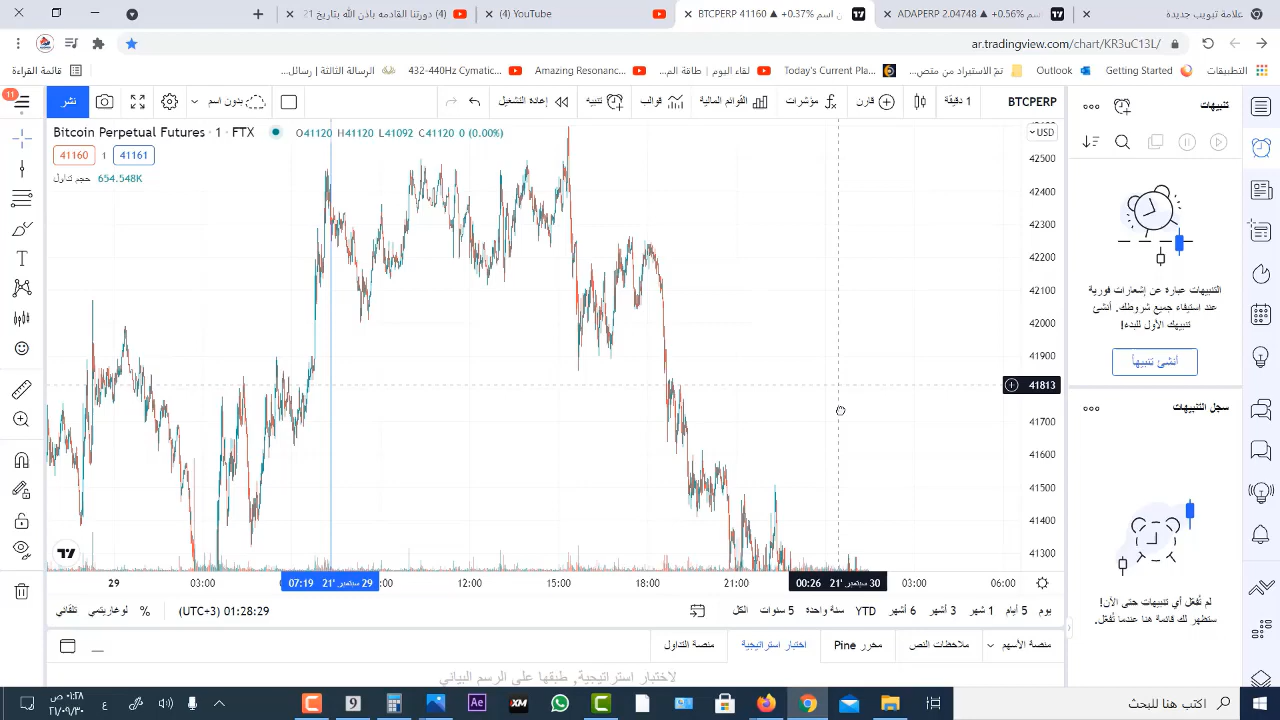 دورتنا القادمه باذن الله بتاريخ 21 (4)
YouTube (4)
BTCPERP 41160 ▲ +0.37%
ADAPERP 2.04748 ▲ +0.56%
علامة تبويب جديدة
ar.tradingview.com/chart/KR3uC13L/
قائمة القراءة
الرسالة الثالثة | رسائل...
432-440Hz Cymatic...
Amazing Resonanc...
لقاء اليوم | طاقة الم...
Today's Current Pla...
تمّ الاستيراد من متص...
Outlook
Getting Started
التطبيقات
11
نشر
بدون اسم
إعادة التشغيل
تنبيه
قوالب
القوائم المالية
مؤشرات
قارن
1 دقيقة
BTCPERP
تنبيهات
Bitcoin Perpetual Futures · 1 · FTX
O41120 H41120 L41092 C41120 0 (0.00%)
USD
41160
1
41161
حجم تداول 654.548K
42500
42400
42300
42200
42100
42000
41900
41813
41700
41600
41500
41400
41300
التنبيهات عبارة عن إشعارات فورية
عند استيفاء جميع شروطك. أنشئ
تنبيهك الأول للبدء!
أنشئ تنبيهاً
سجل التنبيهات
لم تُفعّل أي تنبيهات حتى الآن!
ستظهر لك قائمة هنا عندما تُفعّل.
29
03:00
29 سبتمبر '21 07:19
12:00
15:00
18:00
21:00
30 سبتمبر '21 00:26
03:00
06:00
تلقائي
لوغاريتمي
%
01:28:29 (UTC+3)
الكل
5 سنوات
سنة واحدة
YTD
6 أشهر
3 أشهر
1 شهر
5 أيام
يوم
منصة التداول
اختبار استراتيجية
محرر Pine
ملاحظات النص
منصة الأسهم
لاختبار استراتيجية, طبقها على الرسم البياني
٠١:٢٨ ص
٢١/٠٩/٣٠
ع
اكتب هنا للبحث